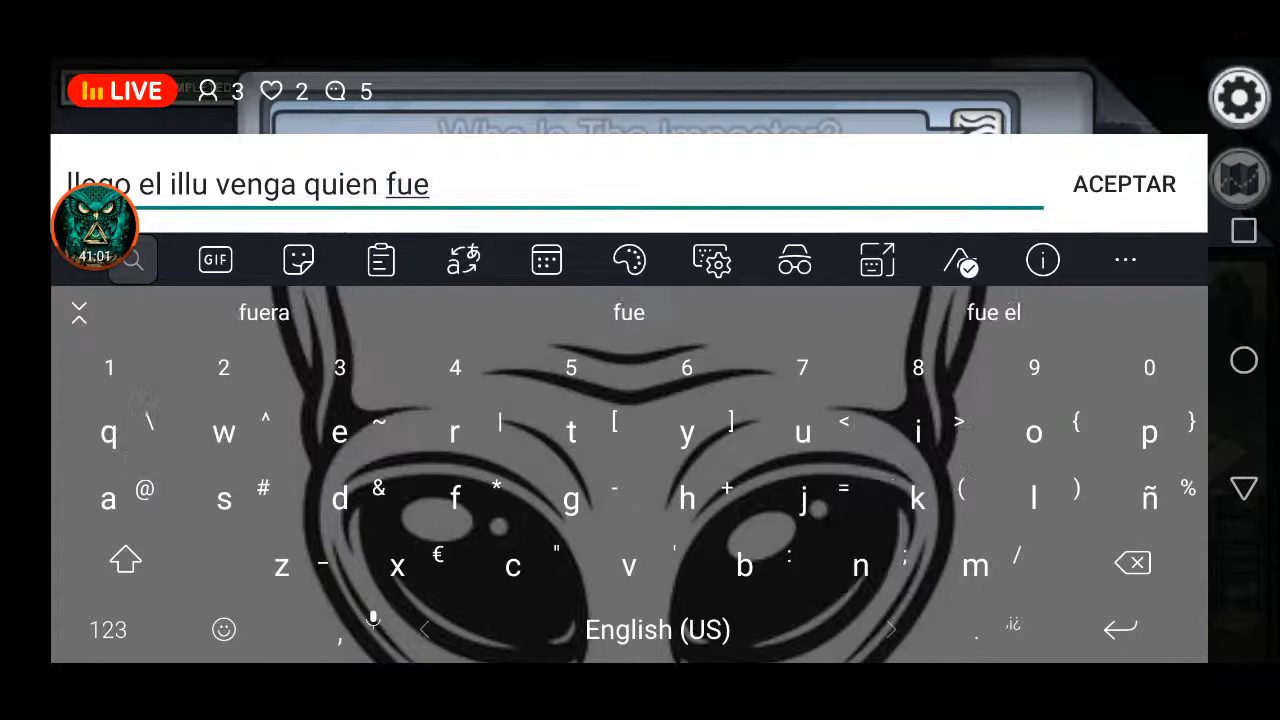 LIVE 3 2 5
Who Is The Impostor?
llego el illu venga quien fue
ACEPTAR
41:01
GIF
fuera fue fue el
1 2 3 4 5 6 7 8 9 0
q \ w ^ e ~ r | t [ y ] u < i > o { p }
a @ s # d & f * g - h + j = k ( l ) ñ %
z _ x € c " v ' b : n ; m /
123 , < English (US) > . ,i¿